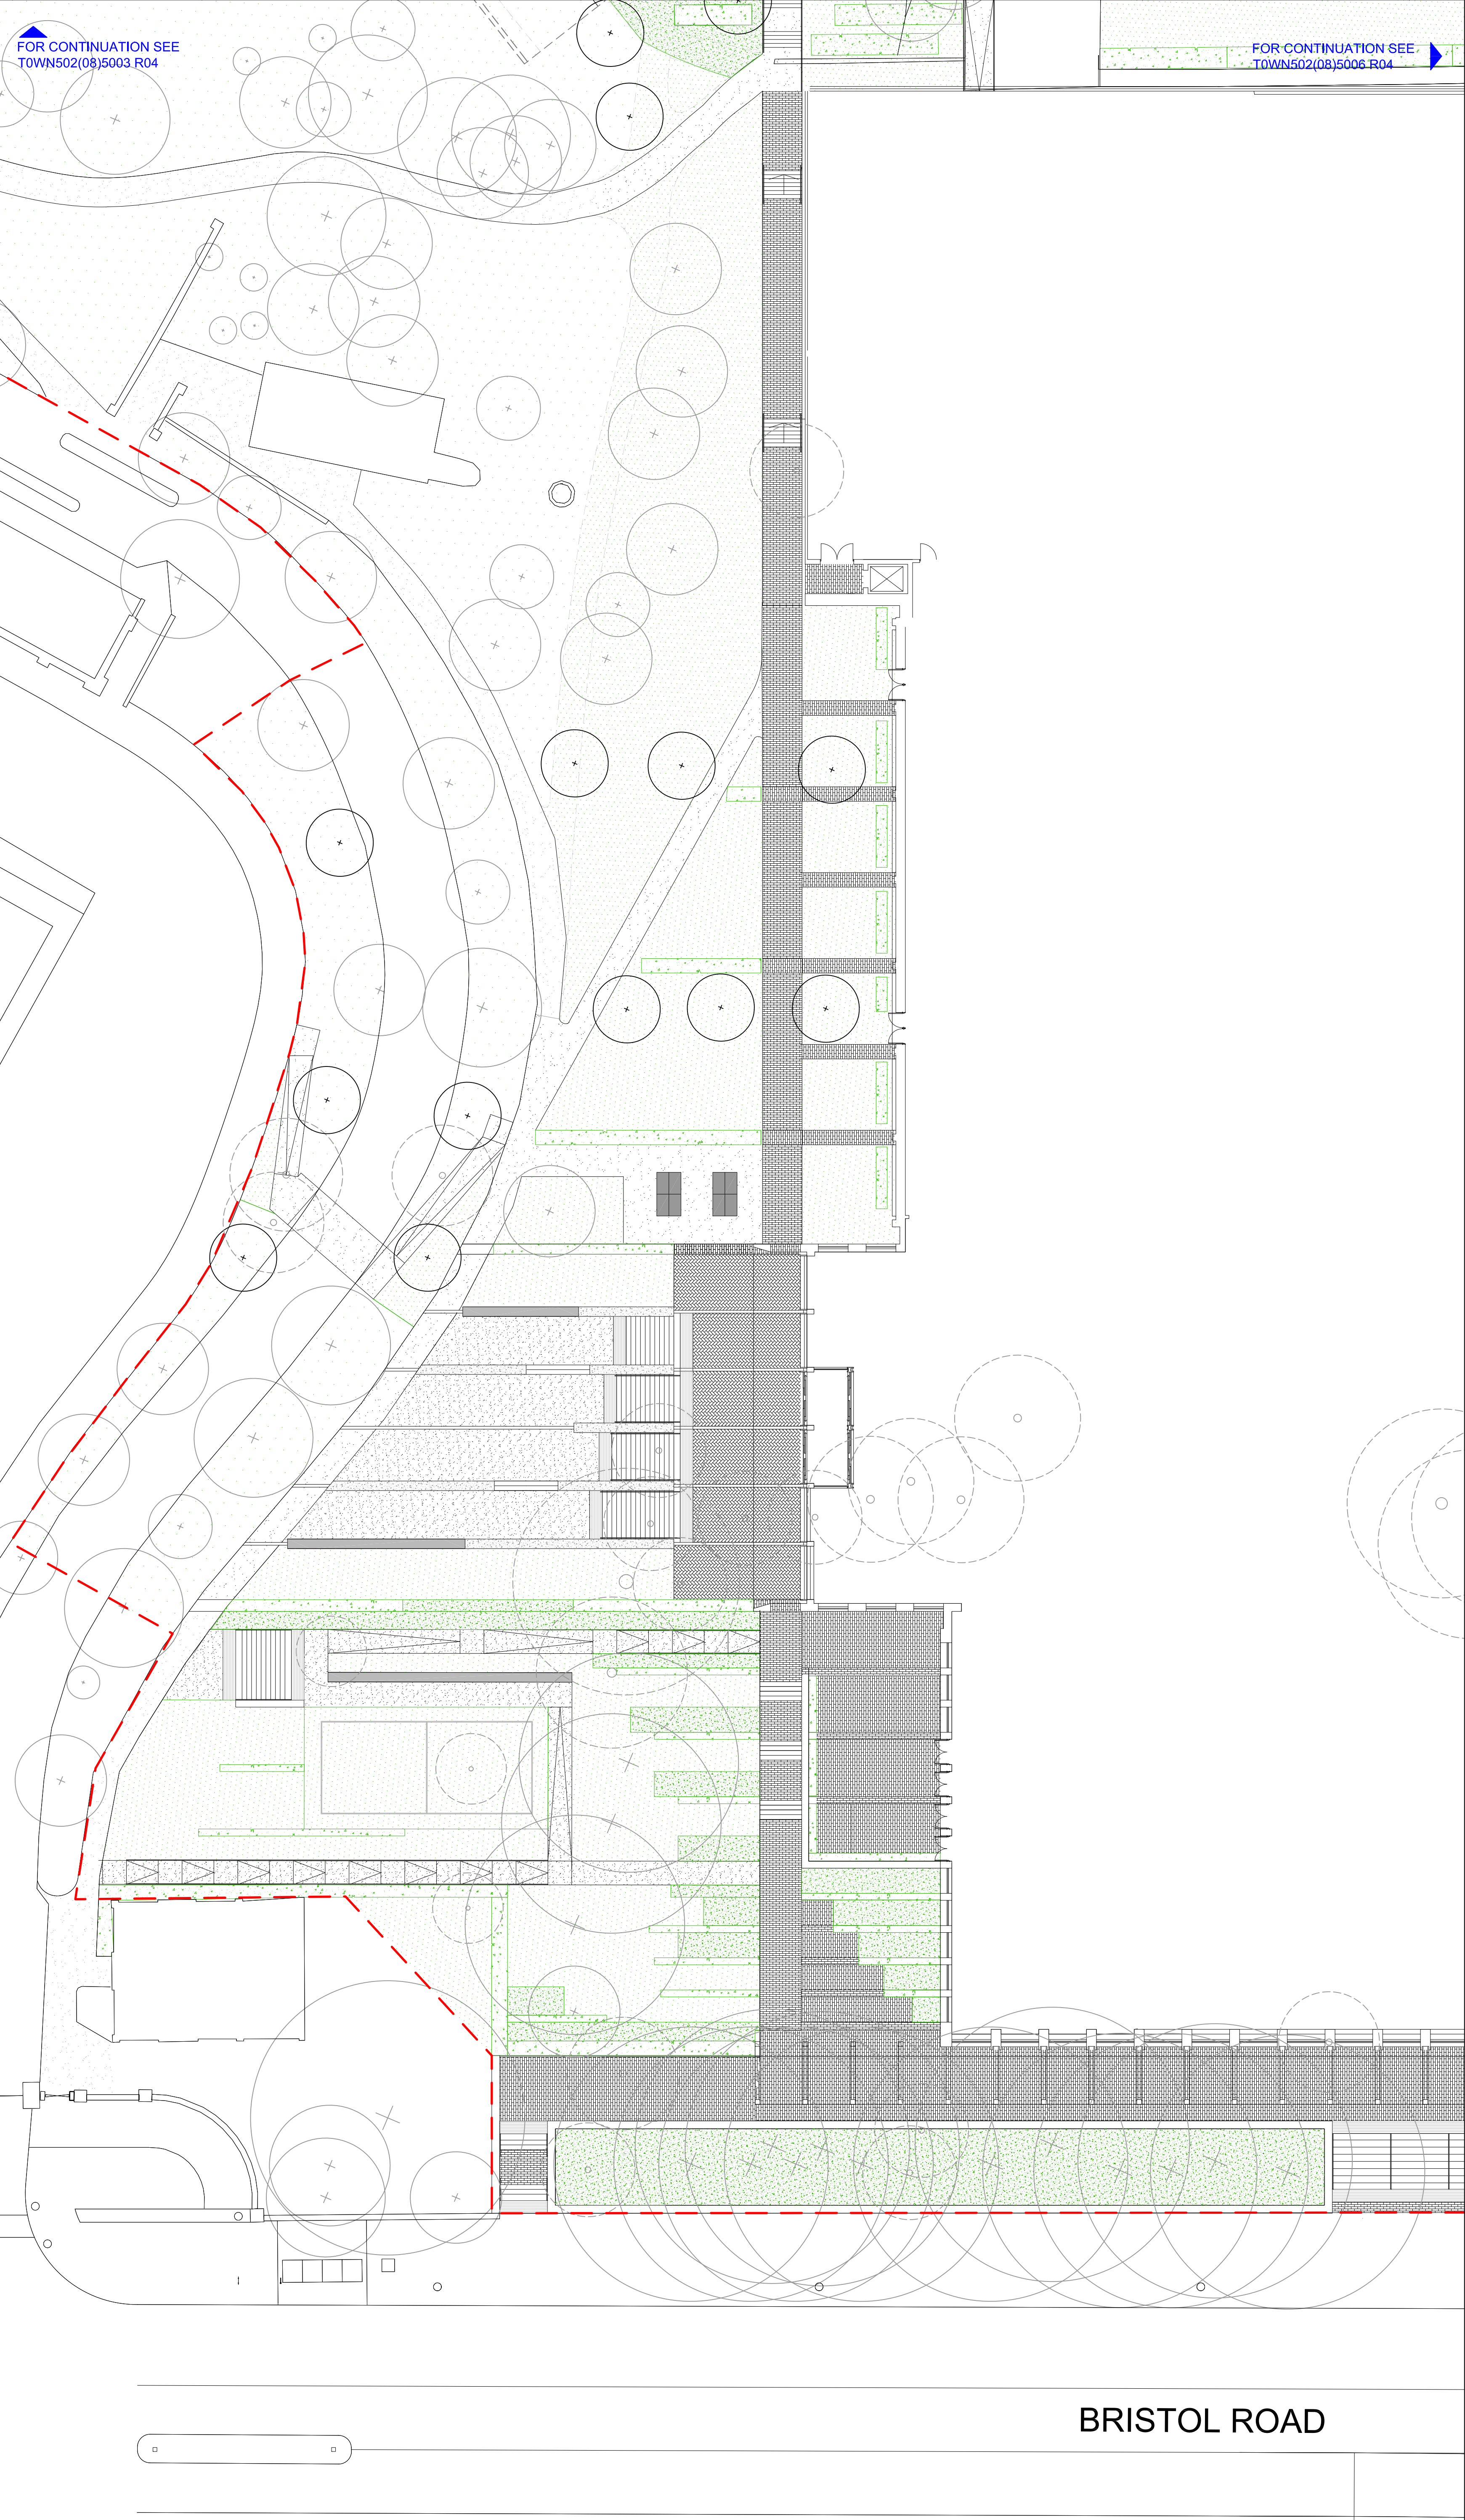 FOR CONTINUATION SEE
T0WN502(08)5003 R04
FOR CONTINUATION SEE
T0WN502(08)5006 R04
BRISTOL ROAD